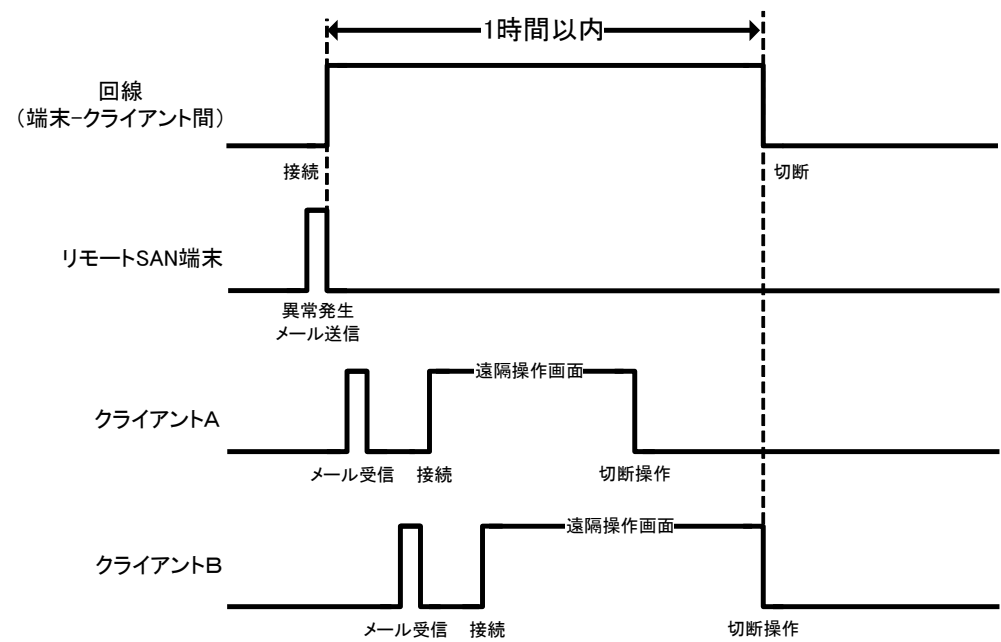 1時間以内
回線
（端末-クライアント間）
接続
切断
リモートSAN端末
異常発生
メール送信
遠隔操作画面
クライアントA
メール受信
接続
切断操作
遠隔操作画面
クライアントB
メール受信
接続
切断操作